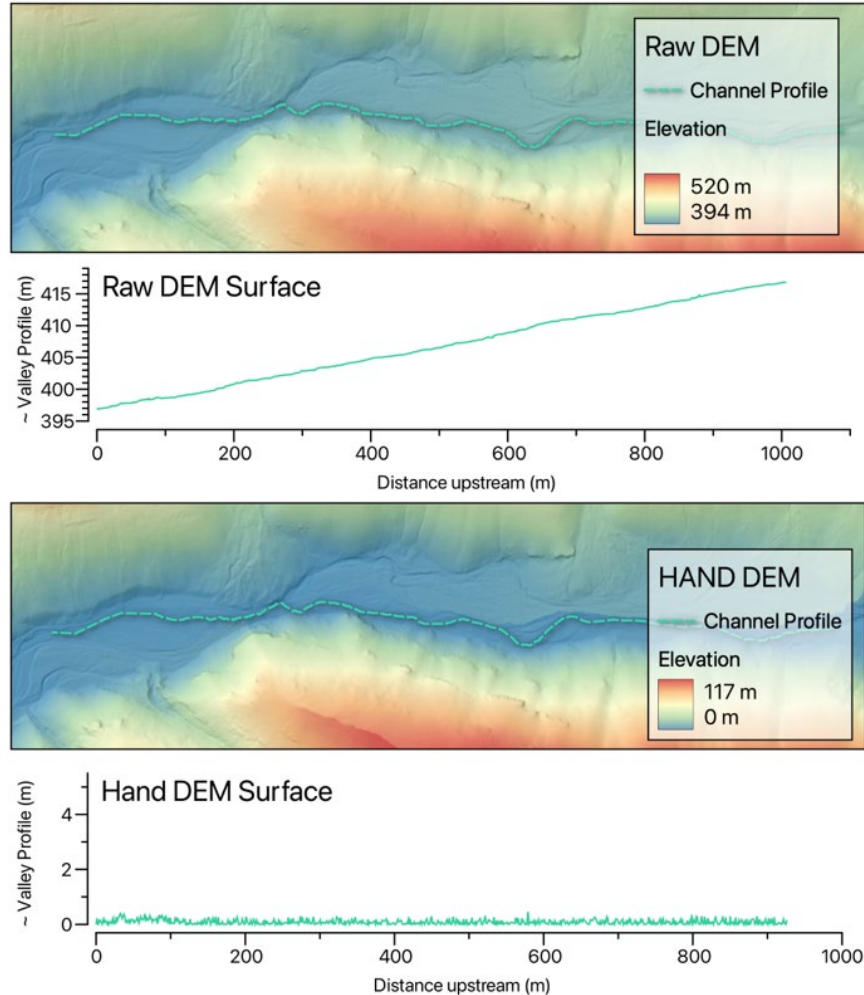 Raw DEM
Channel Profile
Elevation
520 m
394 m
Raw DEM Surface
~ Valley Profile (m)
415
410
405
400
395
0 200 400 600 800 1000
Distance upstream (m)
HAND DEM
Channel Profile
Elevation
117 m
0 m
Hand DEM Surface
~ Valley Profile (m)
4
2
0
0 200 400 600 800 1000
Distance upstream (m)